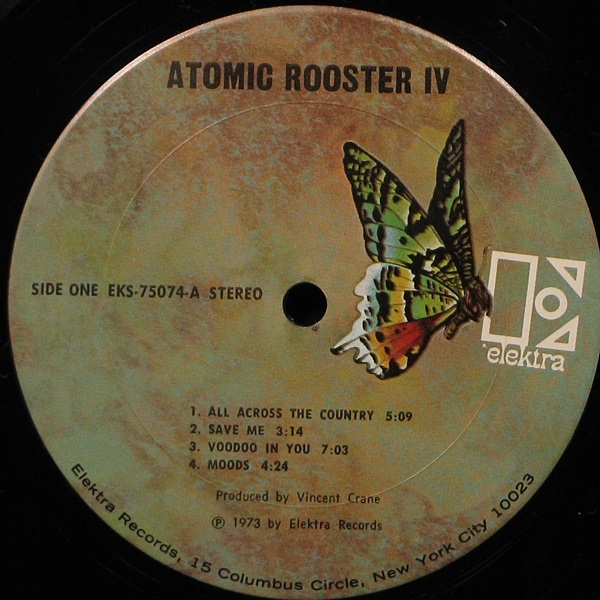 ATOMIC ROOSTER IV
SIDE ONE EKS-75074-A STEREO
elektra
1. ALL ACROSS THE COUNTRY 5:09
2. SAVE ME 3:14
3. VOODOO IN YOU 7:03
4. MOODS 4:24
Produced by Vincent Crane
℗ 1973 by Elektra Records
Elektra Records, 15 Columbus Circle, New York City 10023